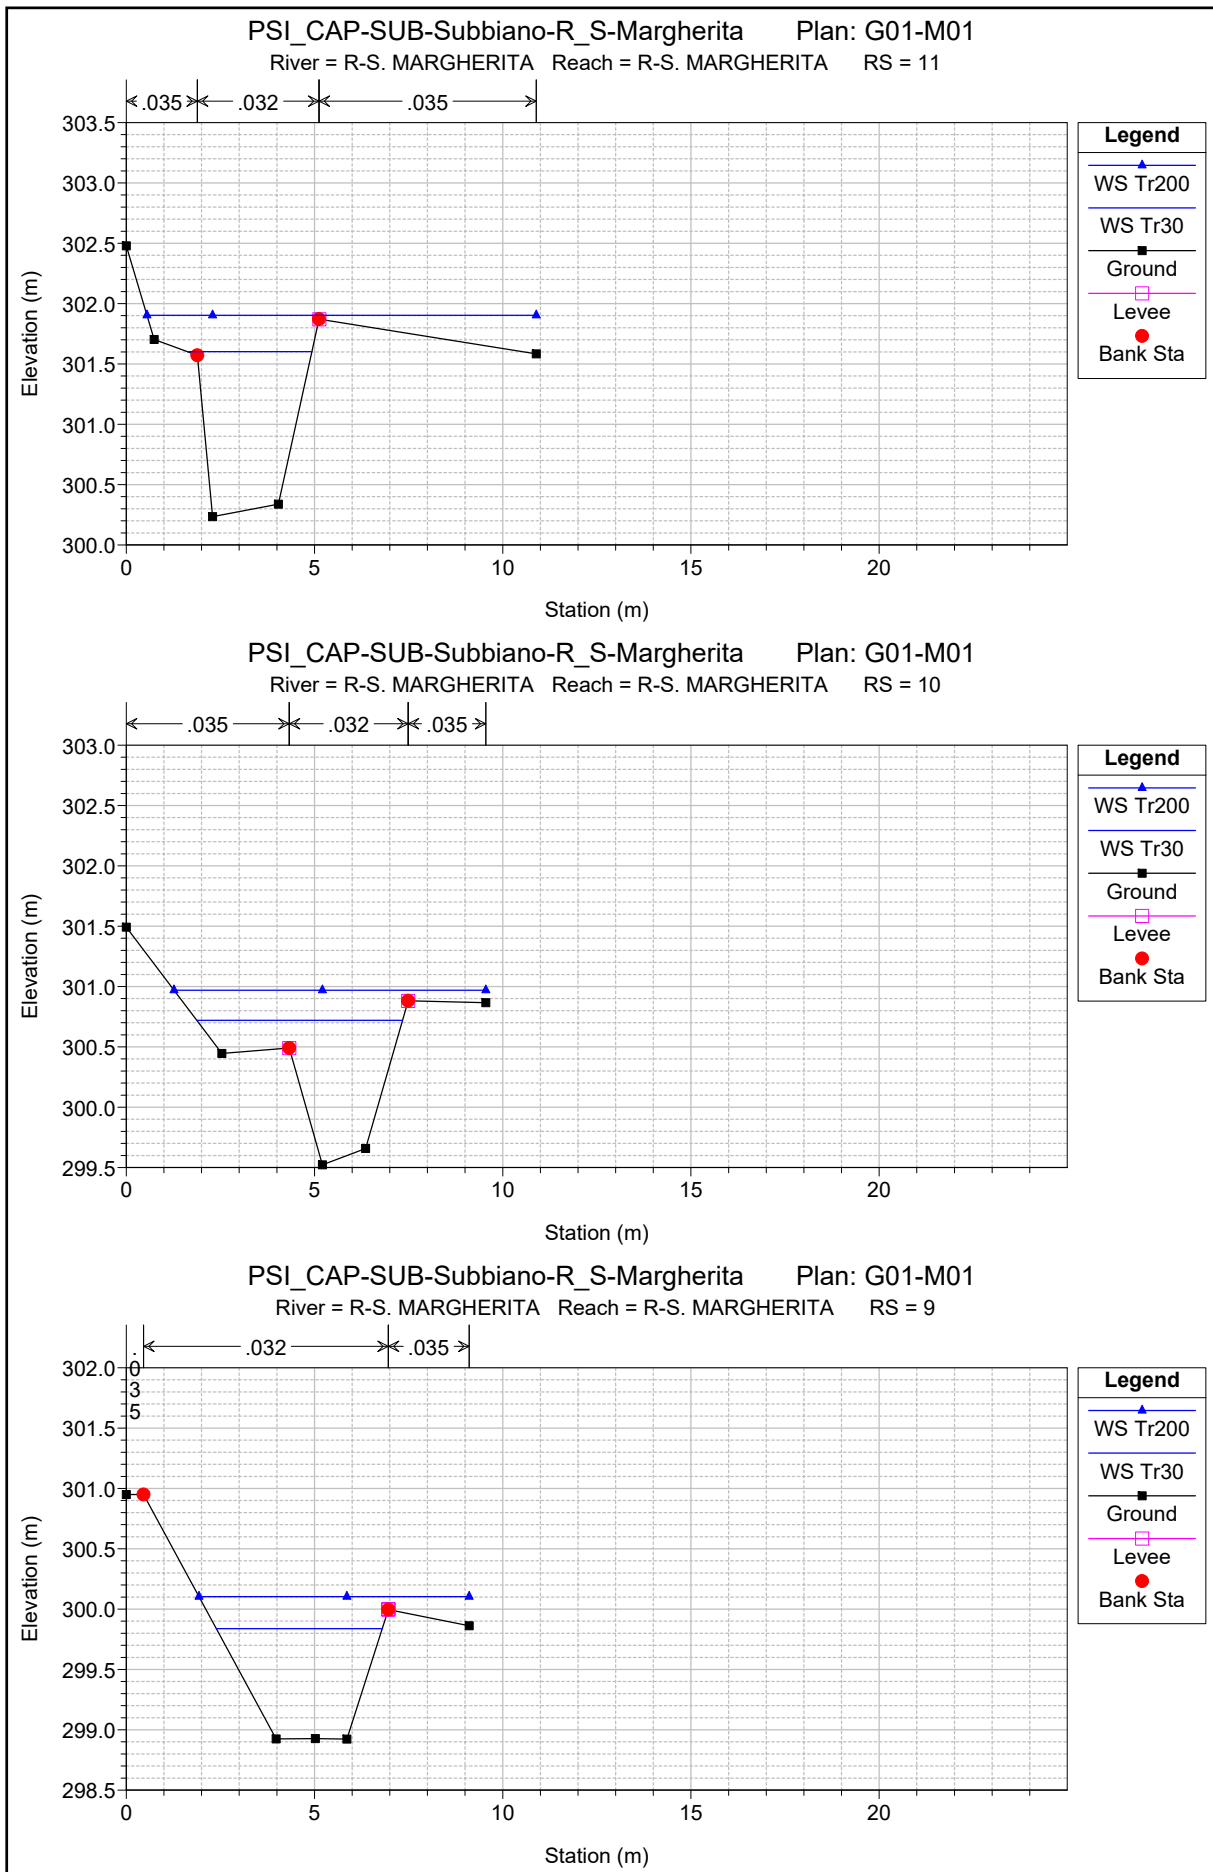 PSI_CAP-SUB-Subbiano-R_S-Margherita Plan: G01-M01
River = R-S. MARGHERITA Reach = R-S. MARGHERITA RS = 11
.035 .032 .035
303.5
303.0
302.5
302.0
301.5
301.0
300.5
300.0
Elevation (m)
0 5 10 15 20
Station (m)
Legend
WS Tr200
WS Tr30
Ground
Levee
Bank Sta
PSI_CAP-SUB-Subbiano-R_S-Margherita Plan: G01-M01
River = R-S. MARGHERITA Reach = R-S. MARGHERITA RS = 10
.035 .032 .035
303.0
302.5
302.0
301.5
301.0
300.5
300.0
299.5
Elevation (m)
0 5 10 15 20
Station (m)
Legend
WS Tr200
WS Tr30
Ground
Levee
Bank Sta
PSI_CAP-SUB-Subbiano-R_S-Margherita Plan: G01-M01
River = R-S. MARGHERITA Reach = R-S. MARGHERITA RS = 9
.035 .032 .035
302.0
301.5
301.0
300.5
300.0
299.5
299.0
298.5
Elevation (m)
0 5 10 15 20
Station (m)
Legend
WS Tr200
WS Tr30
Ground
Levee
Bank Sta